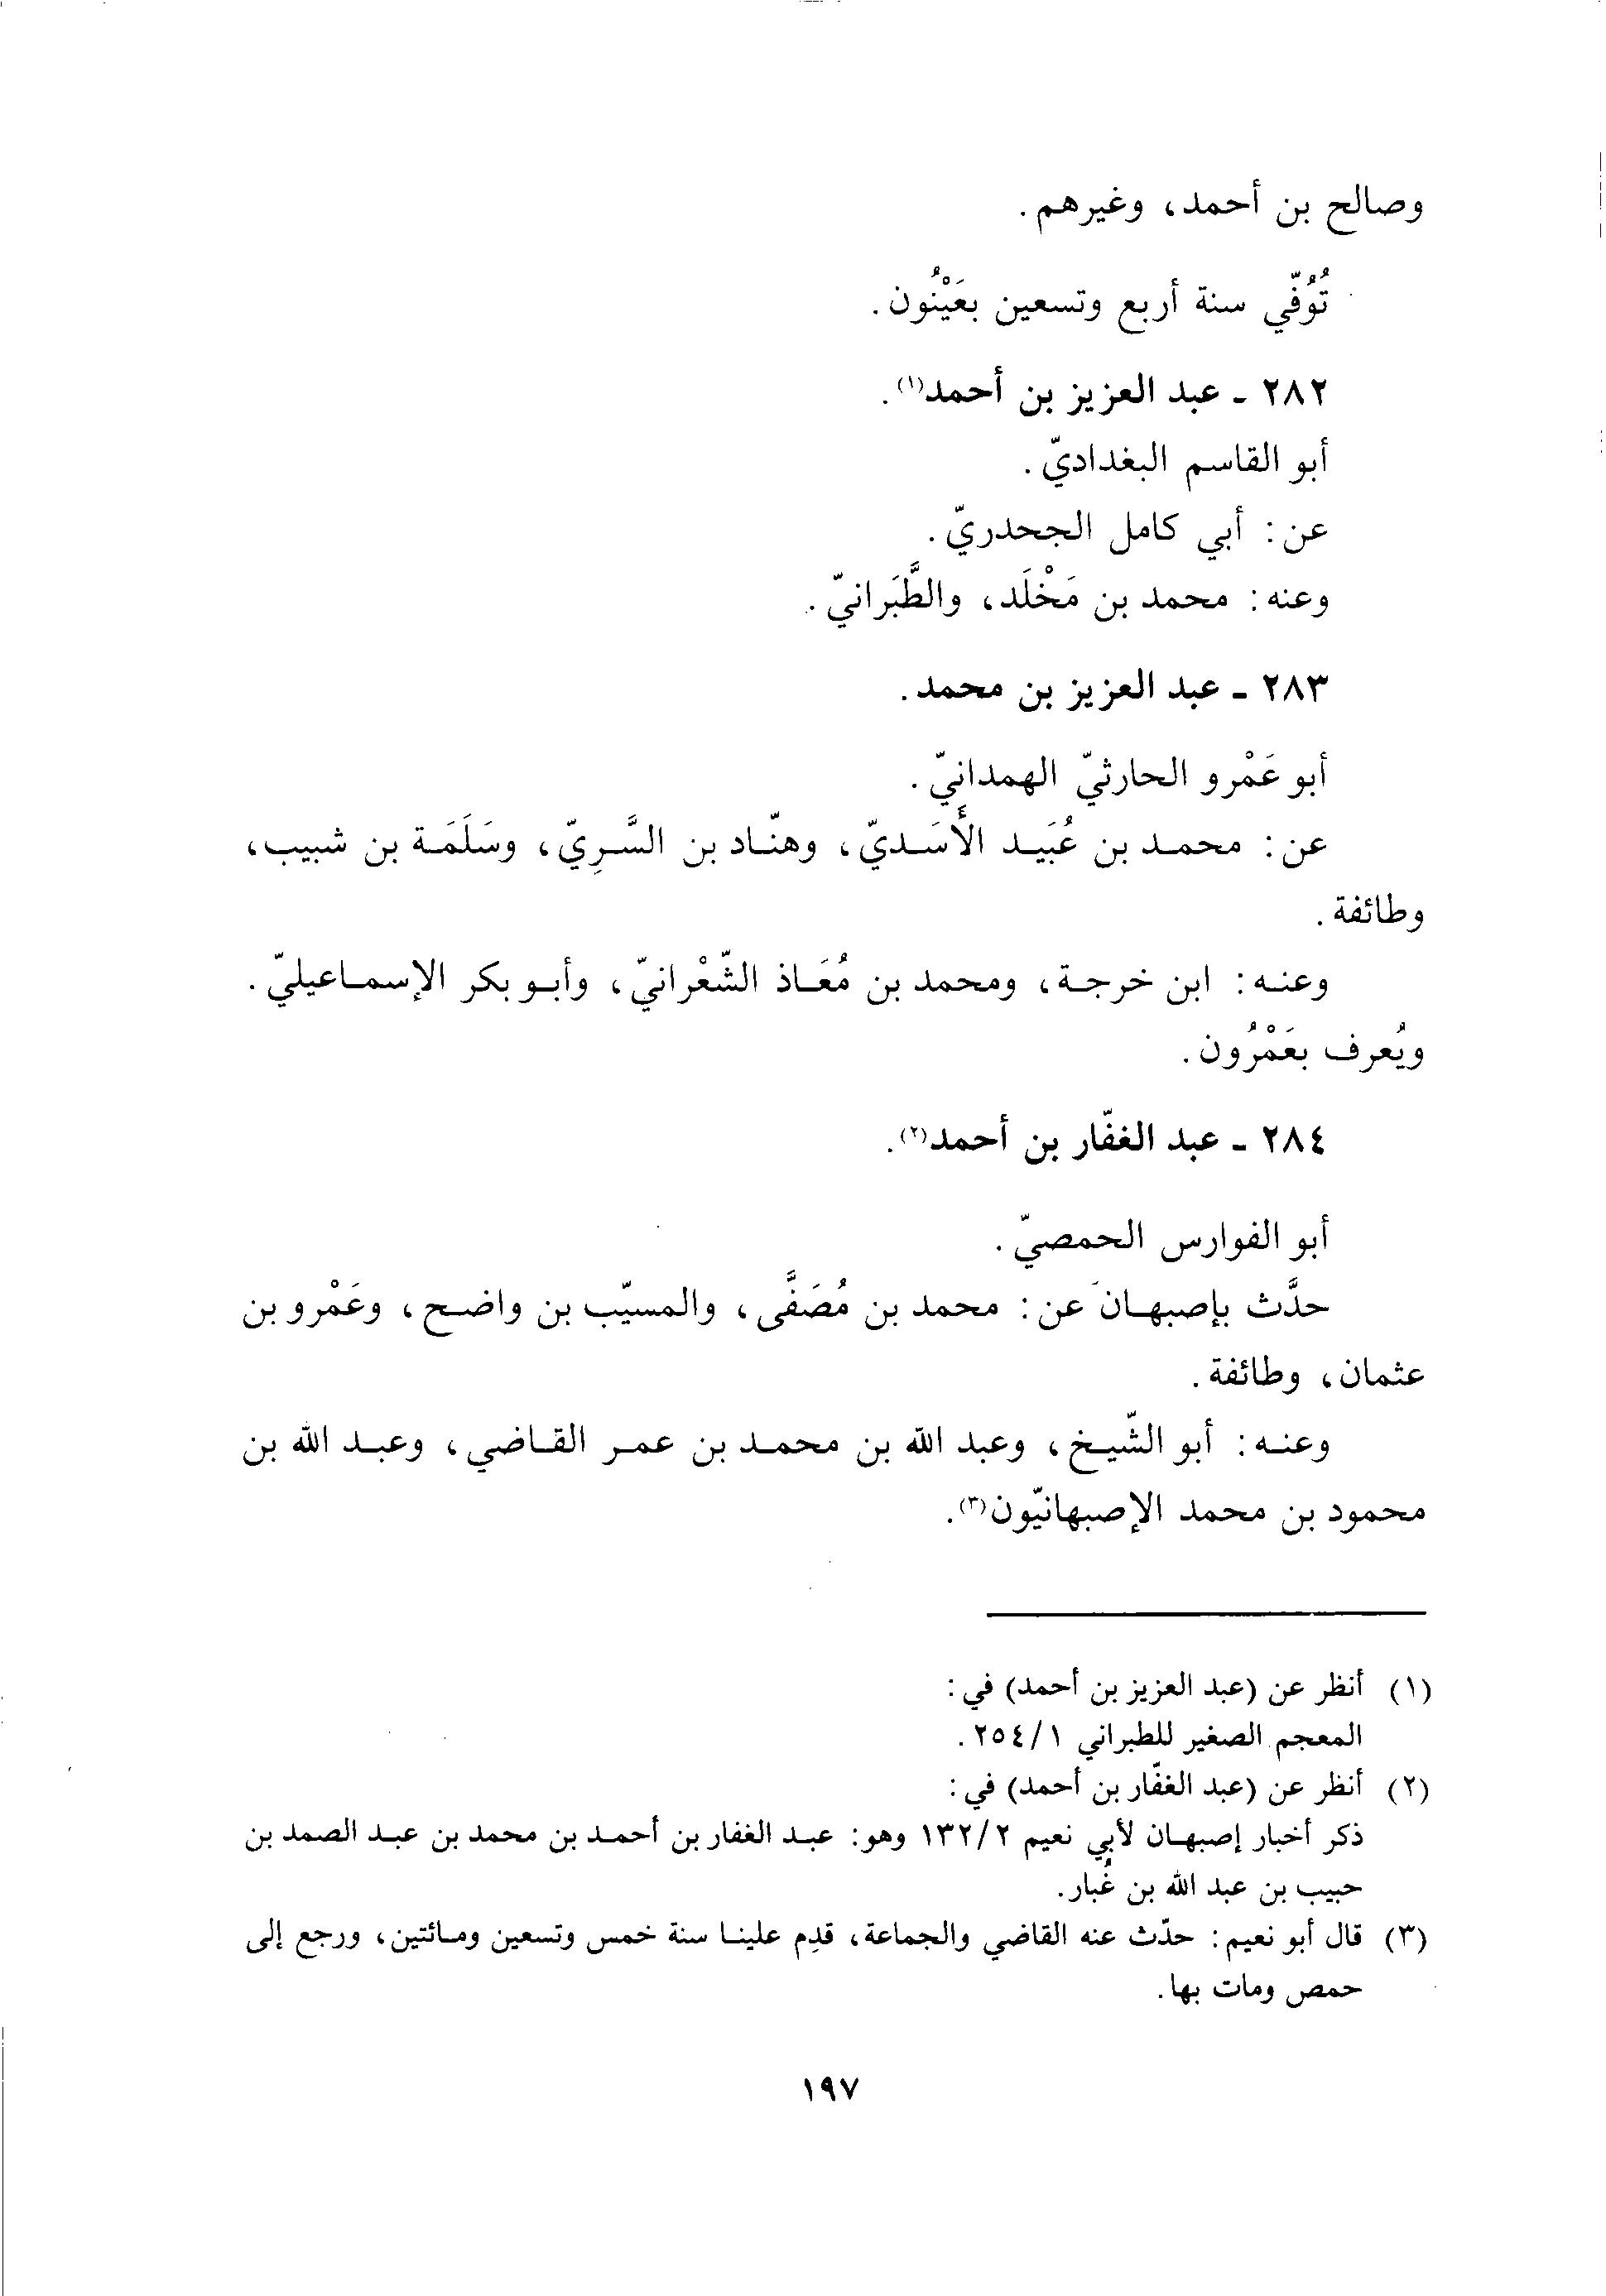 وصالح بن أحمد، وغيرهم.
تُوُفّي سنة أربع وتسعين بعَيْنُون.
٢٨٢ ـ عبد العزيز بن أحمد(١).
أبو القاسم البغداديّ.
عن: أبي كامل الجحدريّ.
وعنه: محمد بن مَخْلَد، والطَّبَرانيّ.
٢٨٣ ـ عبد العزيز بن محمد.
أبو عَمْرو الحارثيّ الهمدانيّ.
عن: محمد بن عُبَيد الأَسَديّ، وهنّاد بن السَّرِيّ، وسَلَمَة بن شبيب،
وطائفة.
وعنه: ابن خرجة، ومحمد بن مُعَاذ الشّعْرانيّ، وأبو بكر الإسماعيليّ.
ويُعرف بعَمْرُون.
٢٨٤ ـ عبد الغفّار بن أحمد(٢).
أبو الفوارس الحمصيّ.
حدَّث بإصبهان عن: محمد بن مُصَفَّى، والمسيّب بن واضح، وعَمْرو بن
عثمان، وطائفة.
وعنه: أبو الشّيخ، وعبد الله بن محمد بن عمر القاضي، وعبد الله بن
محمود بن محمد الإصبهانيّون(٣).
(١) أنظر عن (عبد العزيز بن أحمد) في:
المعجم الصغير للطبراني ١/٢٥٤.
(٢) أنظر عن (عبد الغفّار بن أحمد) في:
ذكر أخبار إصبهان لأبي نعيم ٢/١٣٢ وهو: عبد الغفار بن أحمد بن محمد بن عبد الصمد بن
حبيب بن عبد الله بن غُبار.
(٣) قال أبو نعيم: حدّث عنه القاضي والجماعة، قدِم علينا سنة خمس وتسعين ومائتين، ورجع إلى
حمص ومات بها.
١٩٧